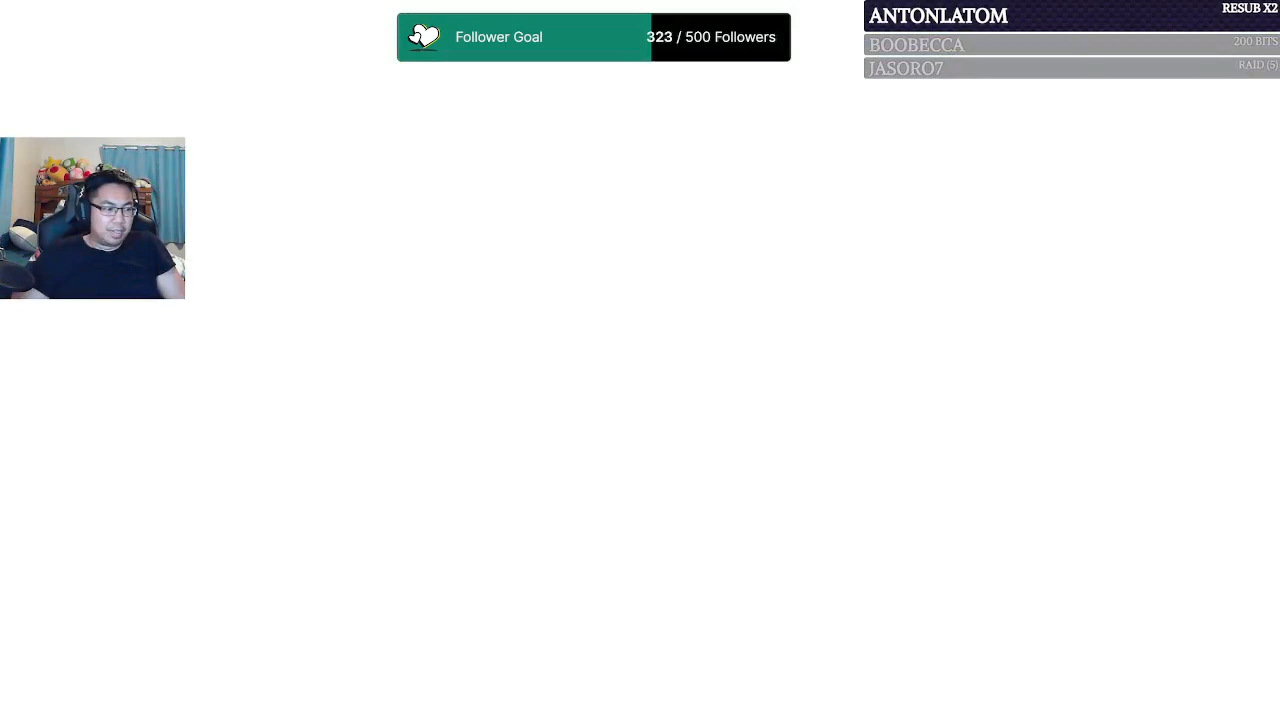 Follower Goal 323 / 500 Followers
ANTONLATOM RESUB X2
BOOBECCA 200 BITS
JASORO7 RAID (5)